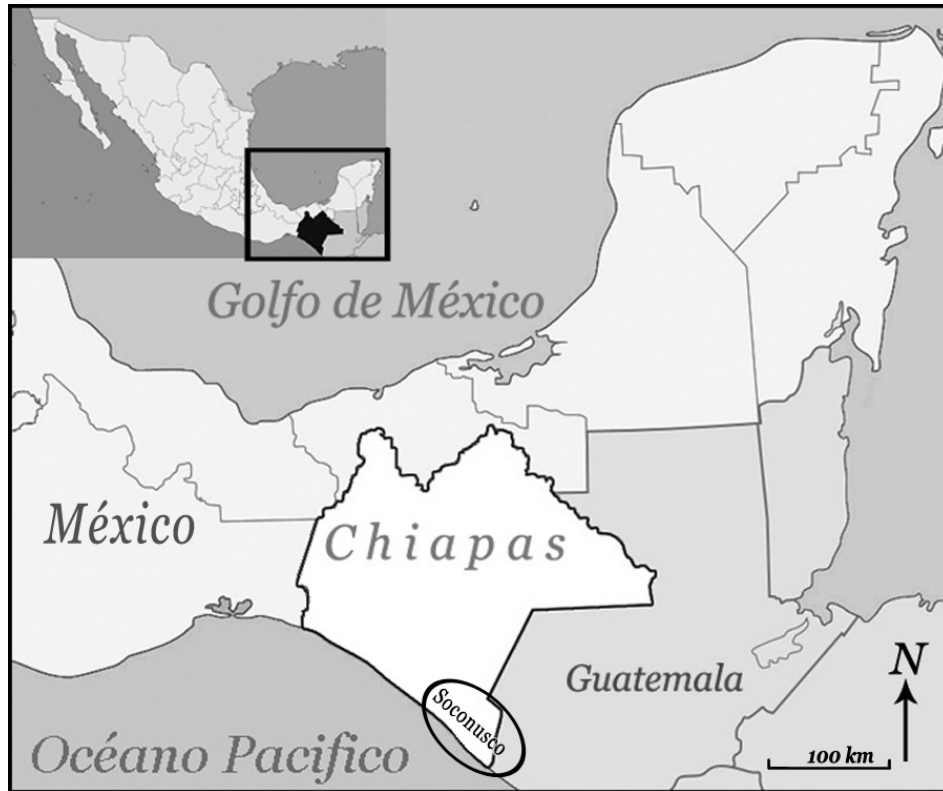 Golfo de México
México
Chiapas
Guatemala
N
Soconusco
Océano Pacifico
100 km